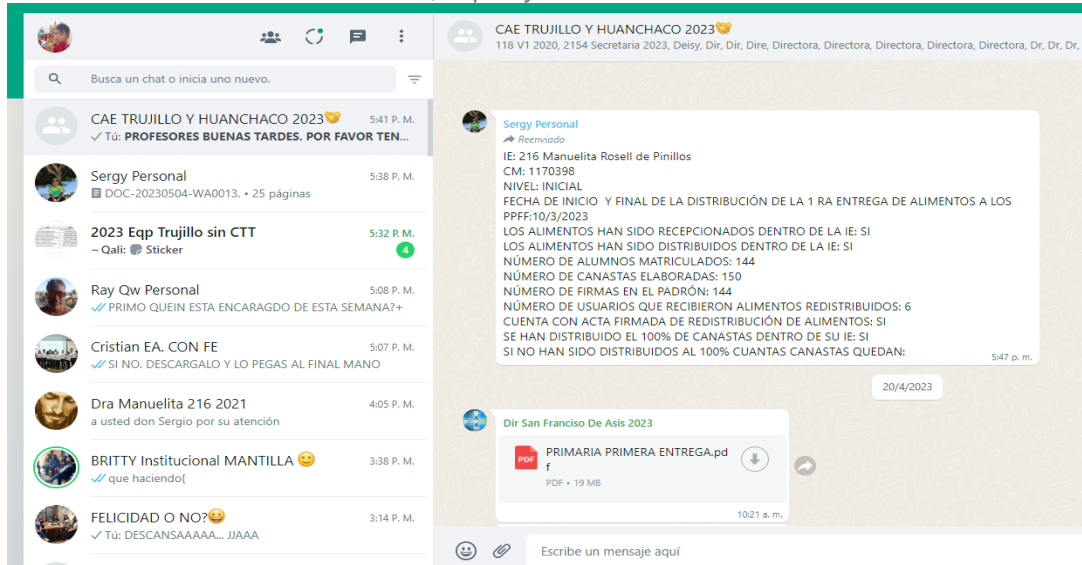 CAE TRUJILLO Y HUANCHACO 2023
118 V1 2020, 2154 Secretaria 2023, Deisy, Dir, Dir, Dire, Directora, Directora, Directora, Directora, Directora, Dr, Dr, Dr,
Busca un chat o inicia uno nuevo.
CAE TRUJILLO Y HUANCHACO 2023 5:41 P. M.
Tú: PROFESORES BUENAS TARDES. POR FAVOR TEN...
Sergy Personal 5:38 P. M.
DOC-20230504-WA0013. • 25 páginas
2023 Eqp Trujillo sin CTT 5:32 P. M.
~ Qali: Sticker 4
Ray Qw Personal 5:08 P. M.
PRIMO QUEIN ESTA ENCARAGDO DE ESTA SEMANA?+
Cristian EA. CON FE 5:07 P. M.
SI NO. DESCARGALO Y LO PEGAS AL FINAL MANO
Dra Manuelita 216 2021 4:05 P. M.
a usted don Sergio por su atención
BRITTY Institucional MANTILLA 3:38 P. M.
que haciendo{
FELICIDAD O NO? 3:14 P. M.
Tú: DESCANSAAAAA... JJAAA
Sergy Personal
Reenviado
IE: 216 Manuelita Rosell de Pinillos
CM: 1170398
NIVEL: INICIAL
FECHA DE INICIO Y FINAL DE LA DISTRIBUCIÓN DE LA 1 RA ENTREGA DE ALIMENTOS A LOS
PPFF:10/3/2023
LOS ALIMENTOS HAN SIDO RECEPCIONADOS DENTRO DE LA IE: SI
LOS ALIMENTOS HAN SIDO DISTRIBUIDOS DENTRO DE LA IE: SI
NÚMERO DE ALUMNOS MATRICULADOS: 144
NÚMERO DE CANASTAS ELABORADAS: 150
NÚMERO DE FIRMAS EN EL PADRÓN: 144
NÚMERO DE USUARIOS QUE RECIBIERON ALIMENTOS REDISTRIBUIDOS: 6
CUENTA CON ACTA FIRMADA DE REDISTRIBUCIÓN DE ALIMENTOS: SI
SE HAN DISTRIBUIDO EL 100% DE CANASTAS DENTRO DE SU IE: SI
SI NO HAN SIDO DISTRIBUIDOS AL 100% CUANTAS CANASTAS QUEDAN:
5:47 p. m.
20/4/2023
Dir San Franciso De Asis 2023
PDF
PRIMARIA PRIMERA ENTREGA.pd
f
PDF • 19 MB
10:21 a. m.
Escribe un mensaje aquí